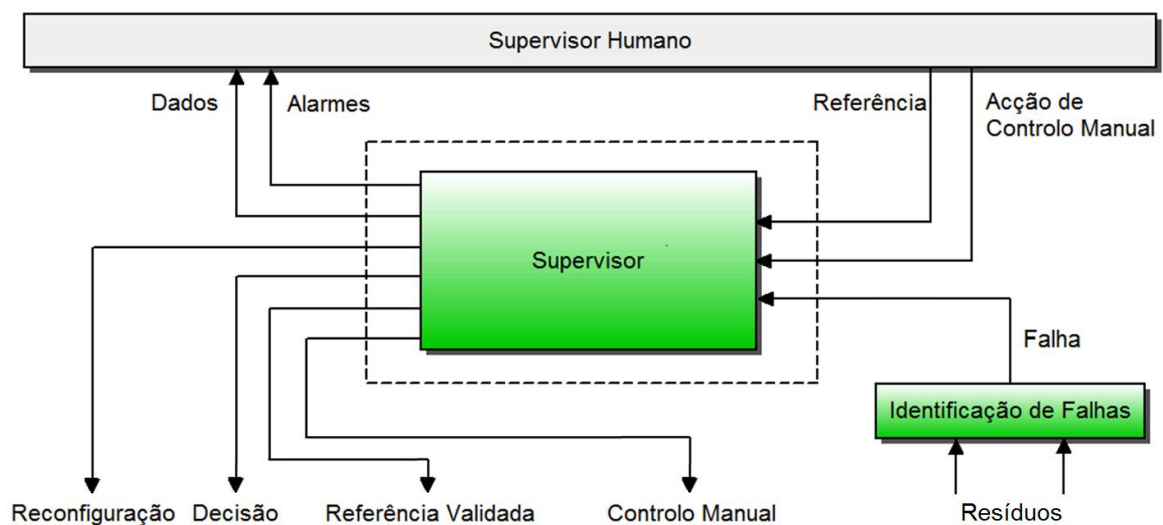 Supervisor Humano
Dados
Alarmes
Referência
Acção de
Controlo Manual
Supervisor
Falha
Identificação de Falhas
Reconfiguração
Decisão
Referência Validada
Controlo Manual
Resíduos